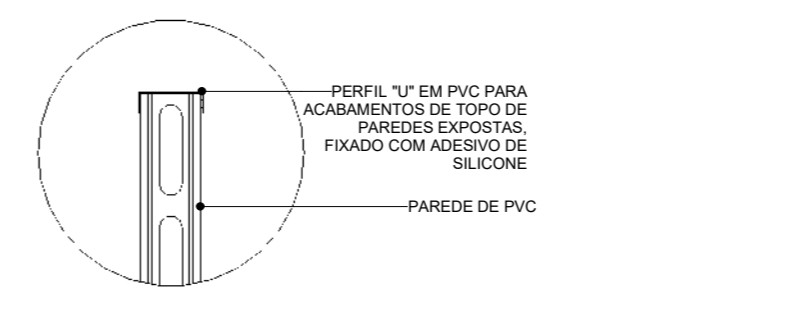 PERFIL "U" EM PVC PARA
ACABAMENTOS DE TOPO DE
PAREDES EXPOSTAS,
FIXADO COM ADESIVO DE
SILICONE
PAREDE DE PVC